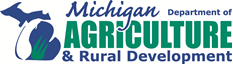 Michigan Department of
AGRICULTURE
& Rural Development